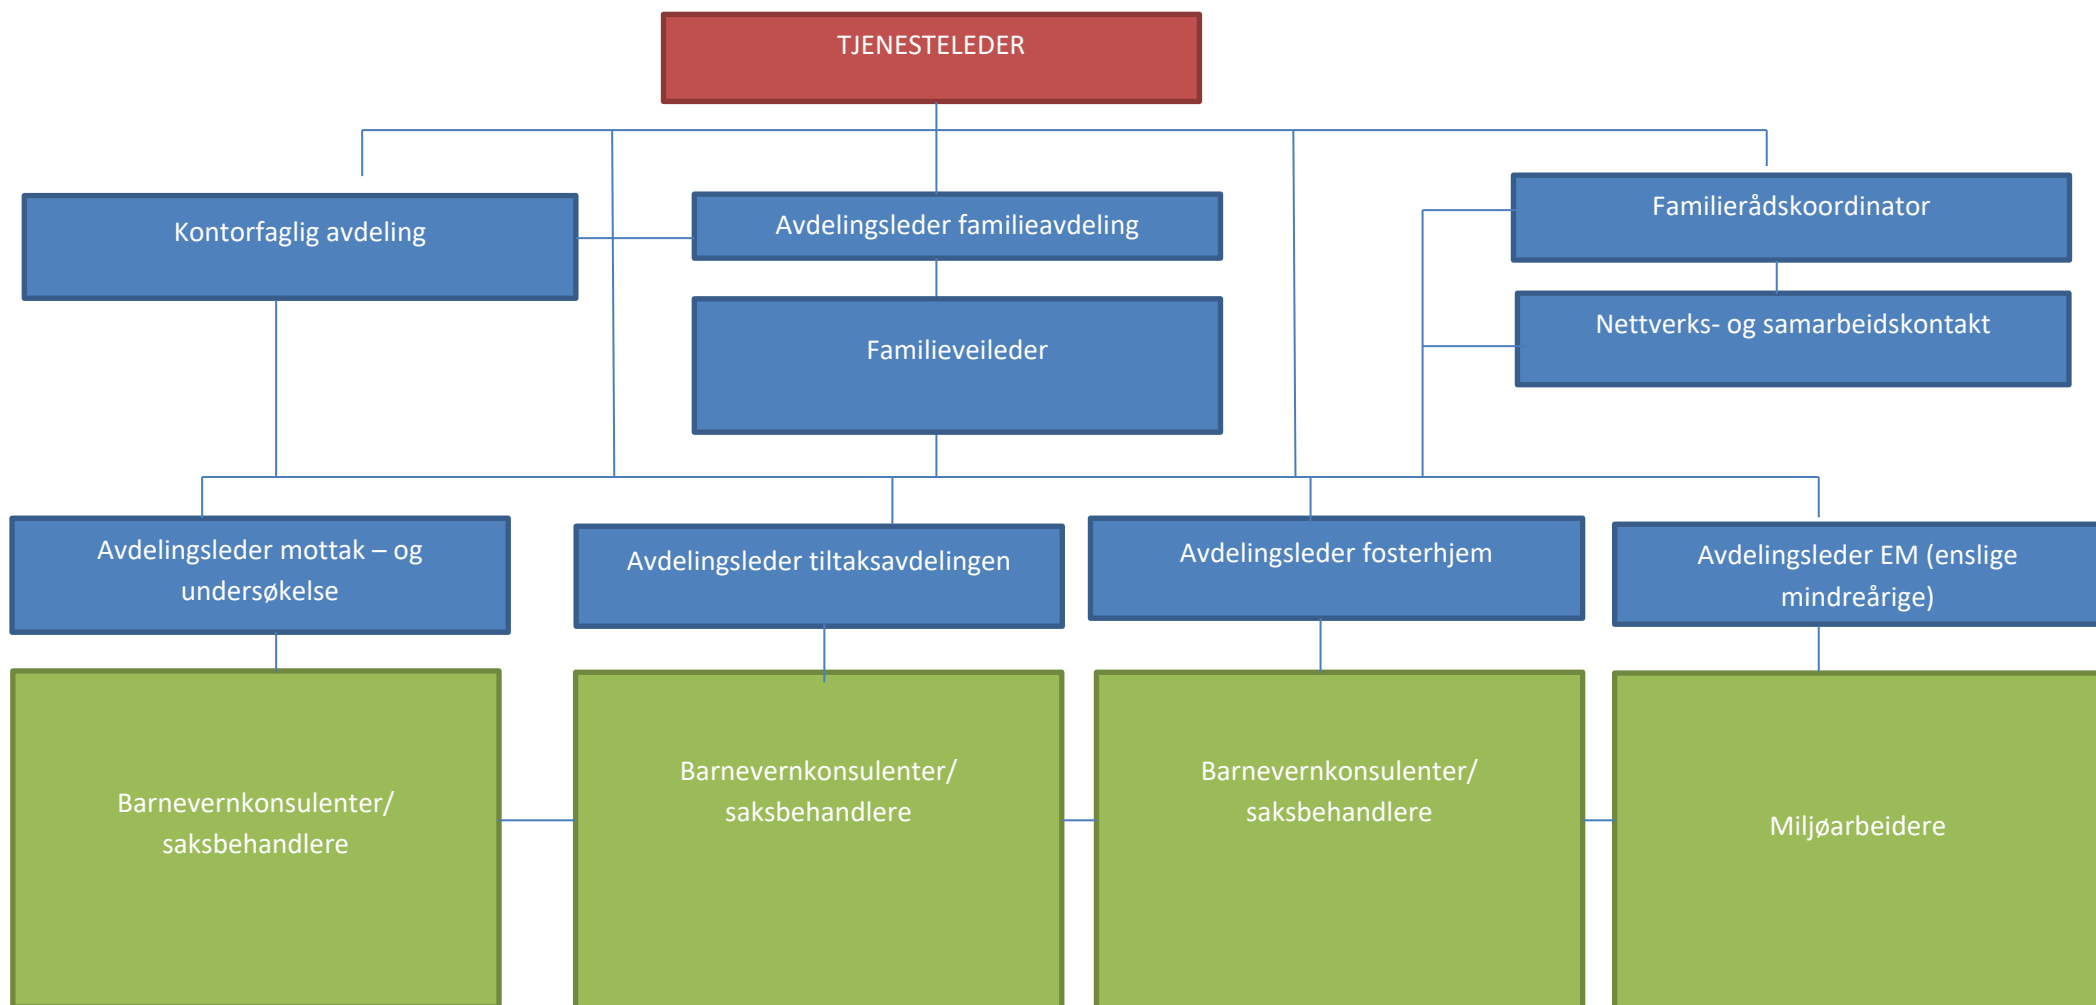 TJENESTELEDER
Kontorfaglig avdeling
Avdelingsleder familieavdeling
Familierådskoordinator
Familieveileder
Nettverks- og samarbeidskontakt
Avdelingsleder mottak – og
undersøkelse
Avdelingsleder tiltaksavdelingen
Avdelingsleder fosterhjem
Avdelingsleder EM (enslige
mindreårige)
Barnevernkonsulenter/
saksbehandlere
Barnevernkonsulenter/
saksbehandlere
Barnevernkonsulenter/
saksbehandlere
Miljøarbeidere